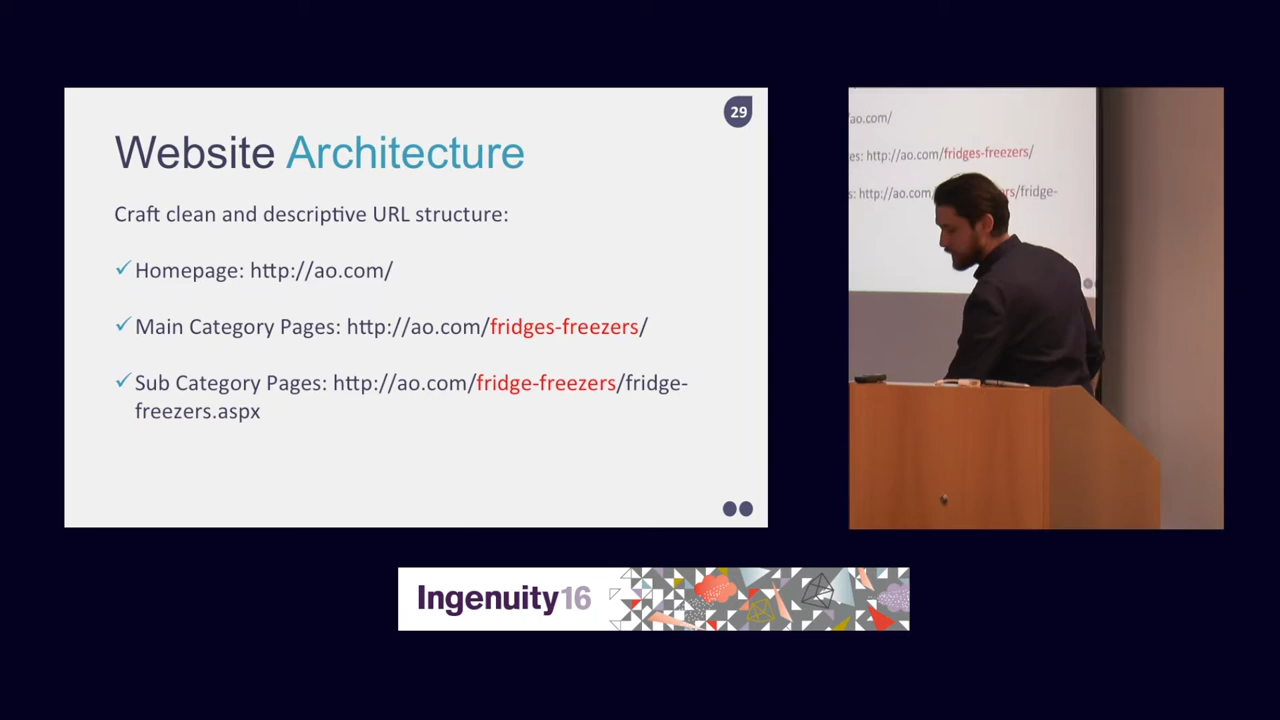 29
Website Architecture
Craft clean and descriptive URL structure:
✓ Homepage: http://ao.com/
✓ Main Category Pages: http://ao.com/fridges-freezers/
✓ Sub Category Pages: http://ao.com/fridge-freezers/fridge-
freezers.aspx
ao.com/
es: http://ao.com/fridges-freezers/
s: http://ao.com/ ers/fridge-
Ingenuity16